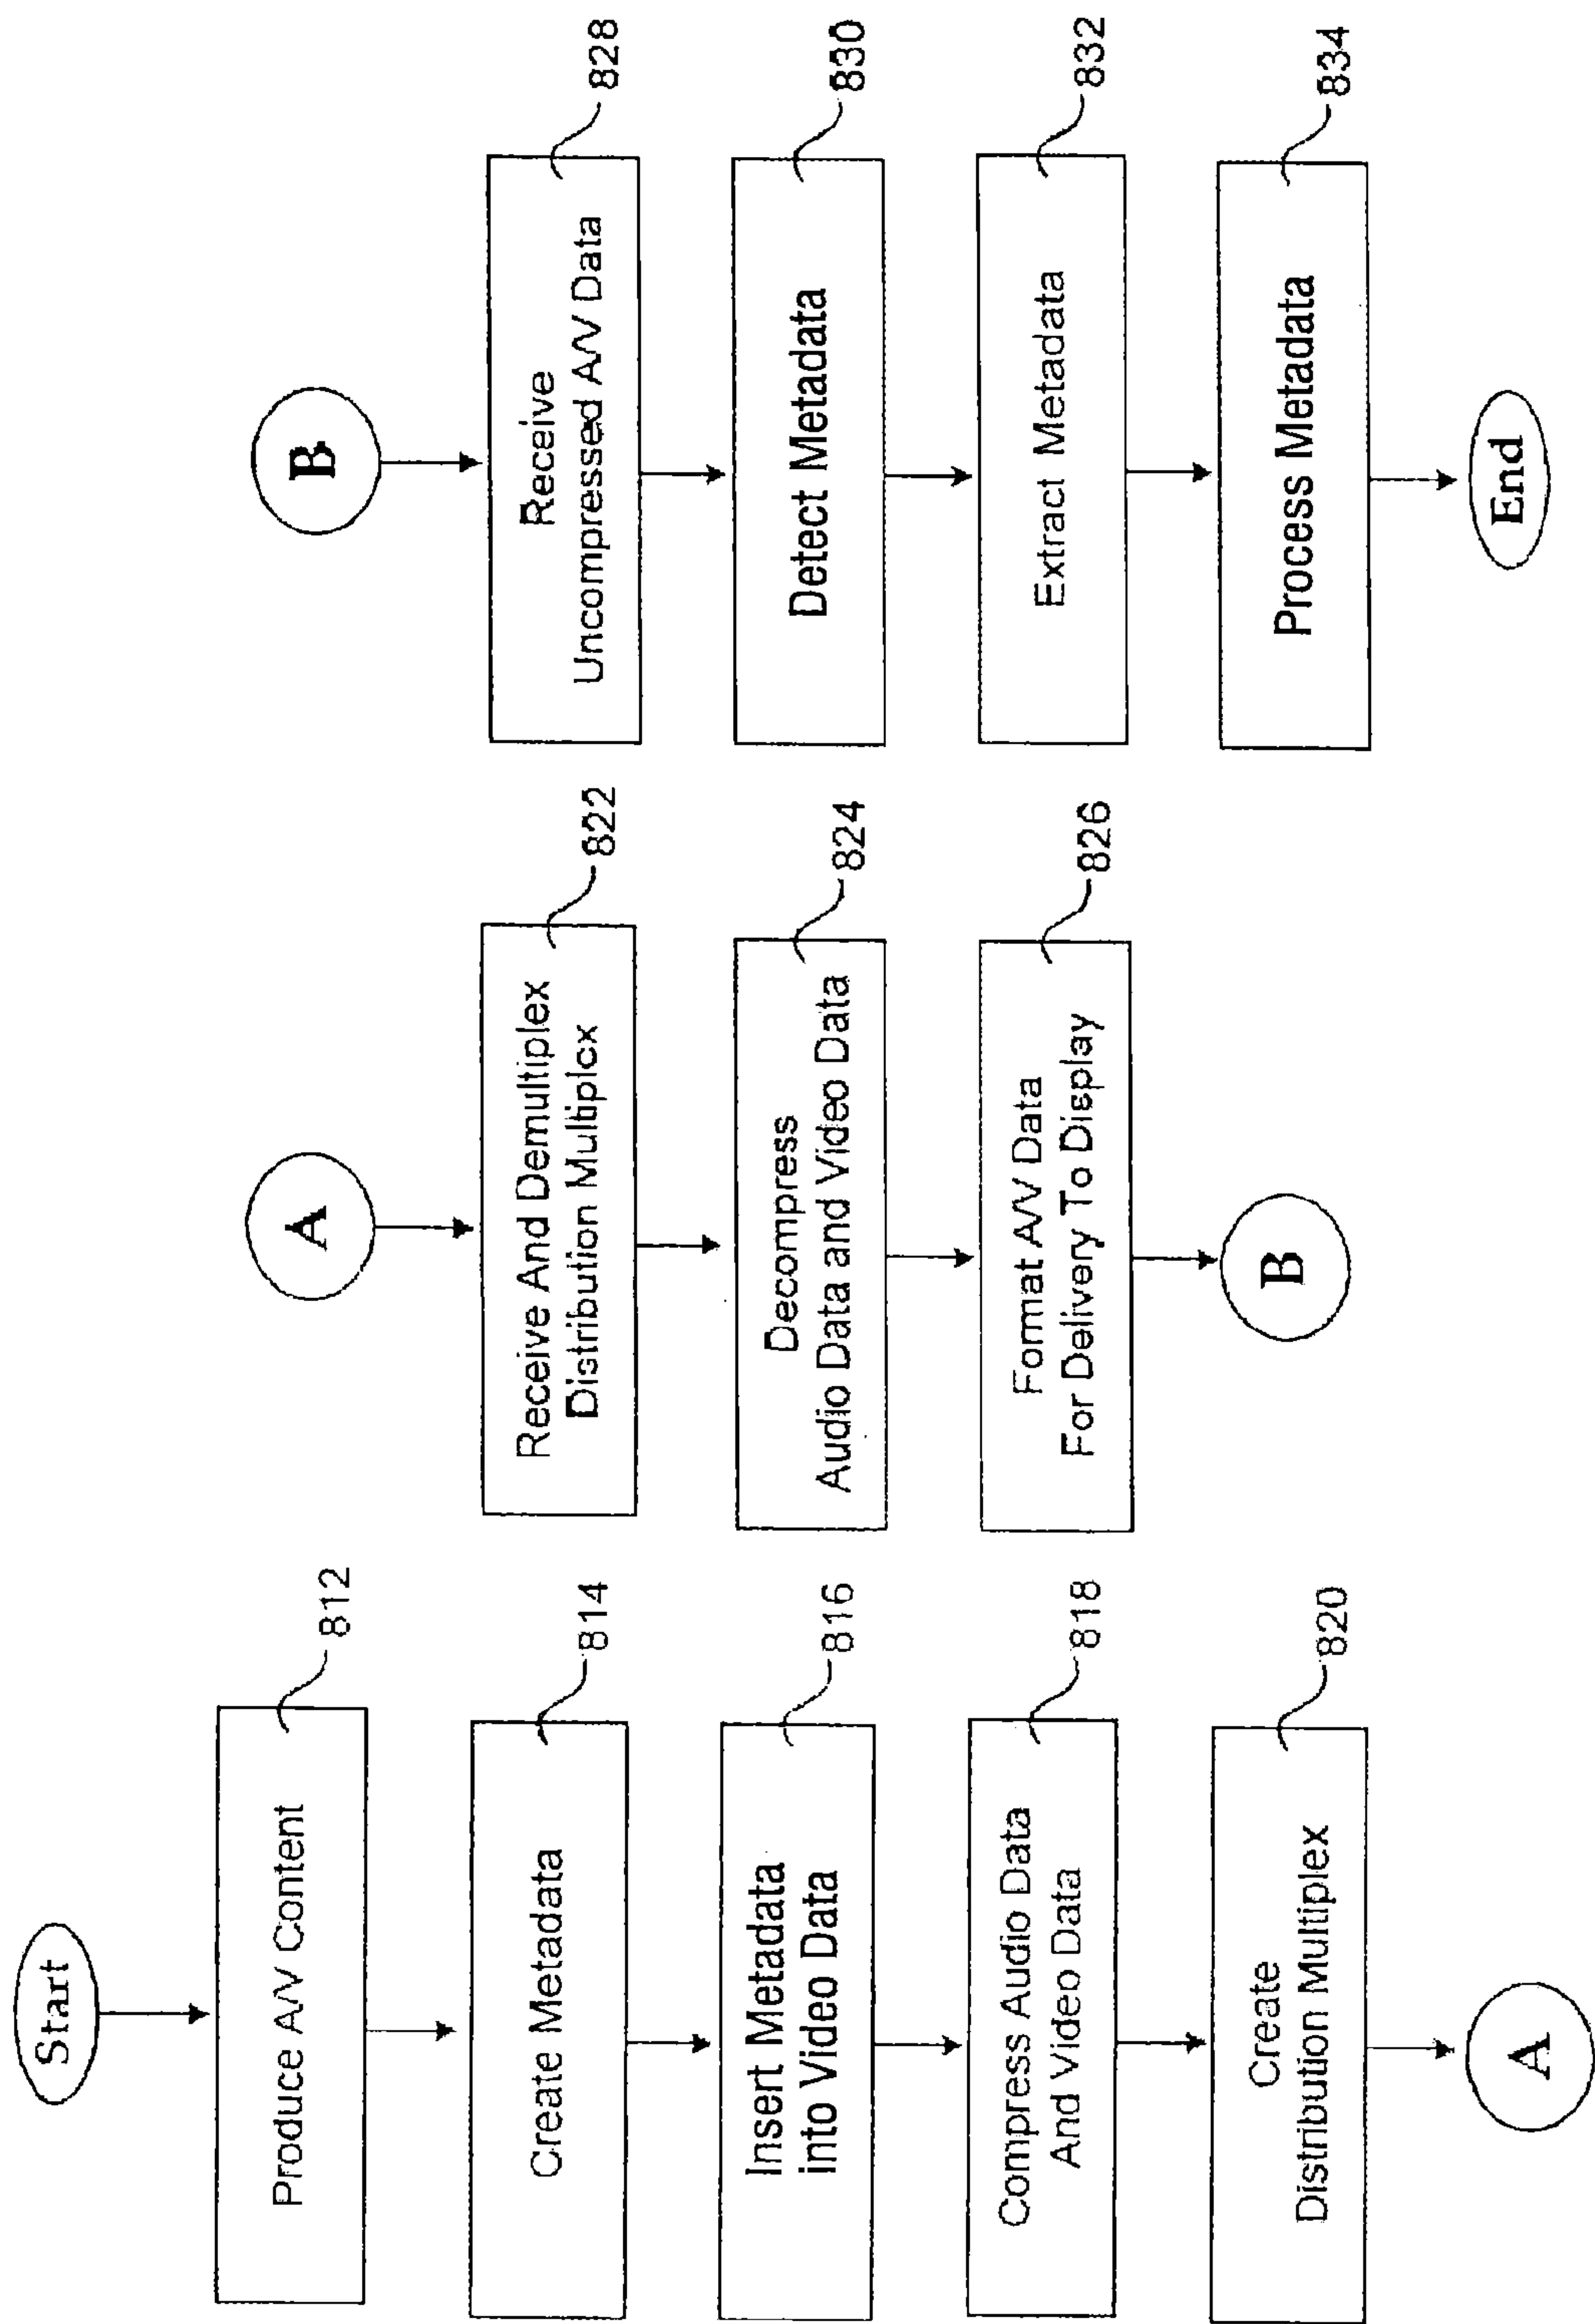 Start
Produce A/V Content
812
Create Metadata
814
Insert Metadata
into Video Data
816
Compress Audio Data
And Video Data
818
Create
Distribution Multiplex
820
A
A
Receive And Demultiplex
Distribution Multiplex
822
Decompress
Audio Data and Video Data
824
Format A/V Data
For Delivery To Display
826
B
B
Receive
Uncompressed A/V Data
828
Detect Metadata
830
Extract Metadata
832
Process Metadata
834
End